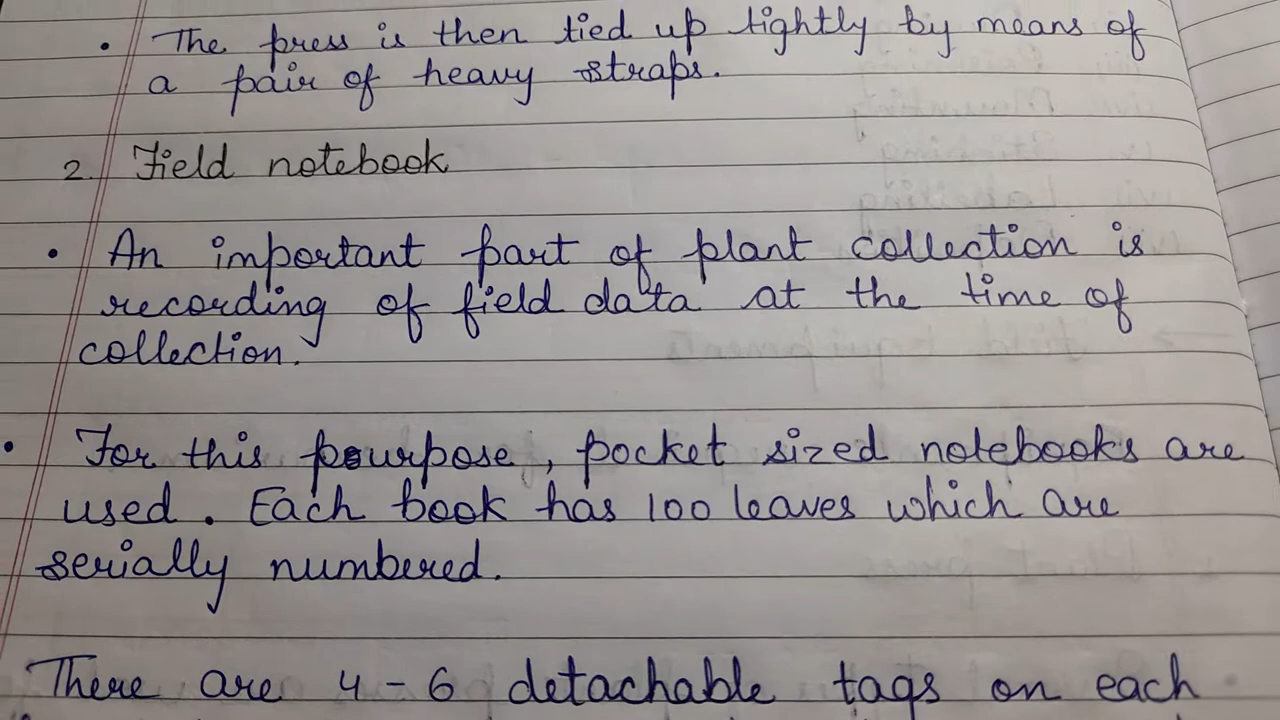 • The press is then tied up tightly by means of
a pair of heavy straps.
2. Field notebook
• An important part of plant collection is
recording of field data at the time of
collection.
• For this pourpose, pocket sized notebooks are
used. Each book has 100 leaves which are
serially numbered.
There are 4-6 detachable tags on each